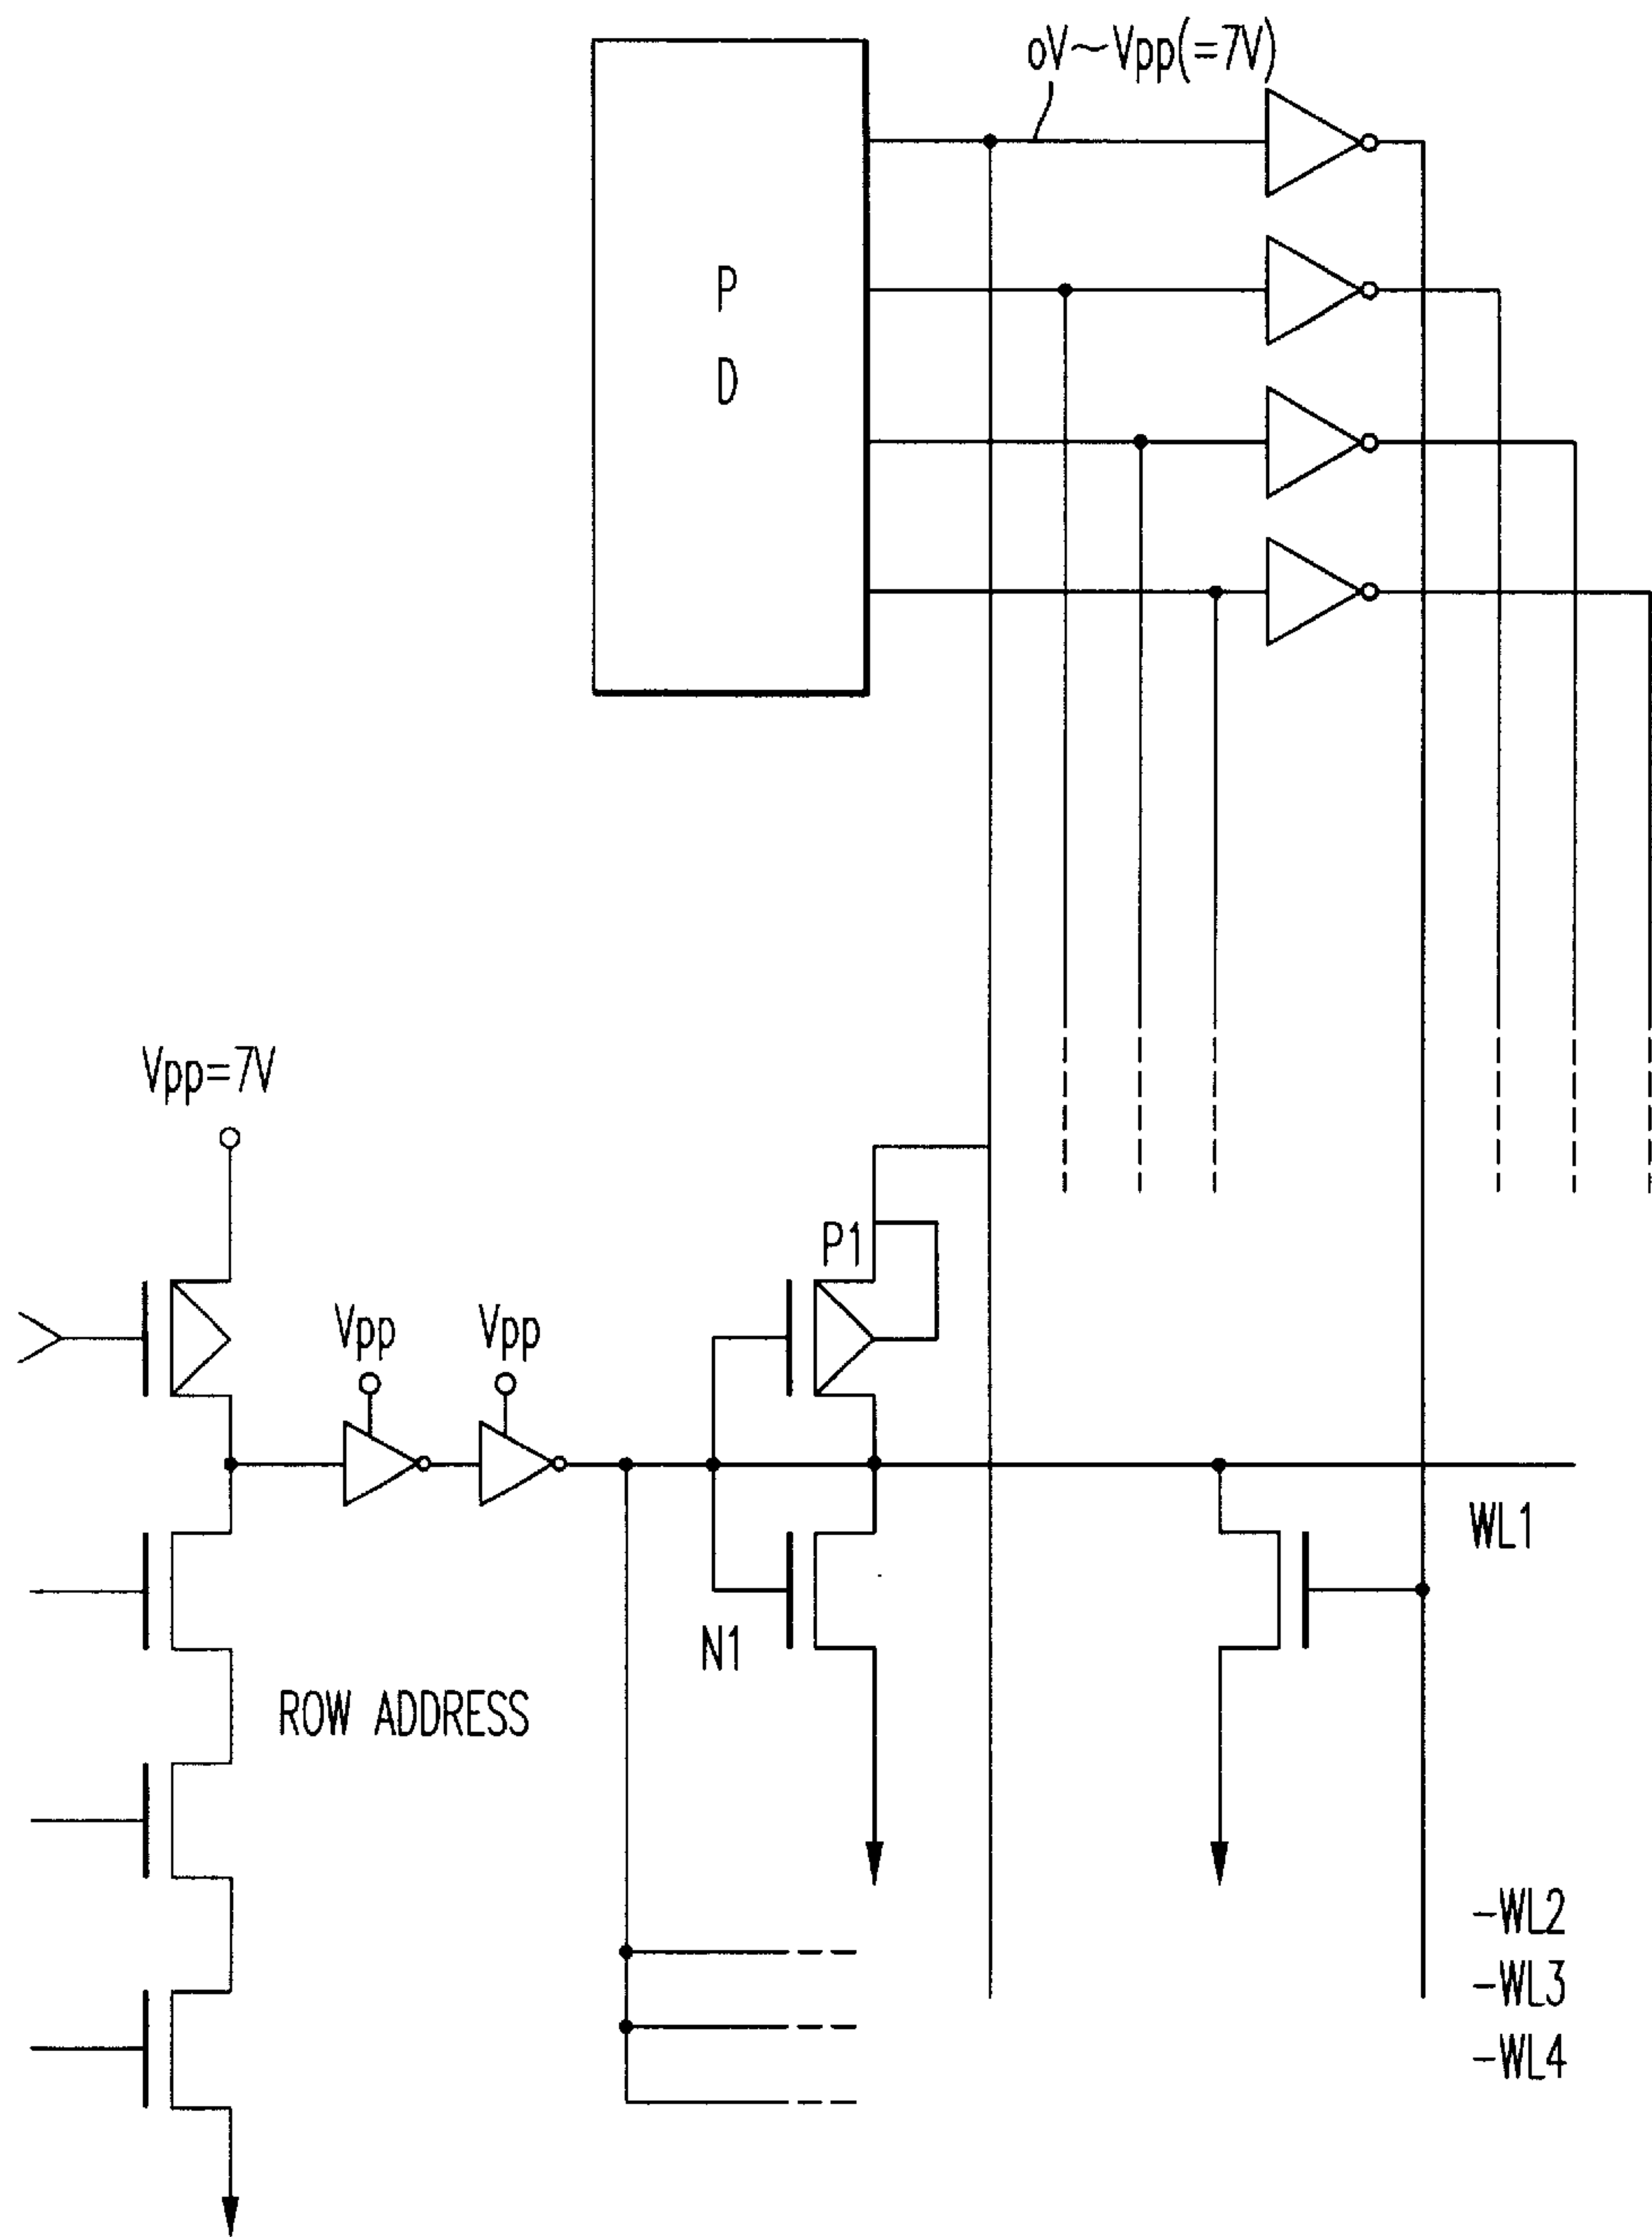 oV~Vpp(=7V)
P
D
Vpp=7V
P1
Vpp
Vpp
WL1
N1
ROW ADDRESS
-WL2
-WL3
-WL4